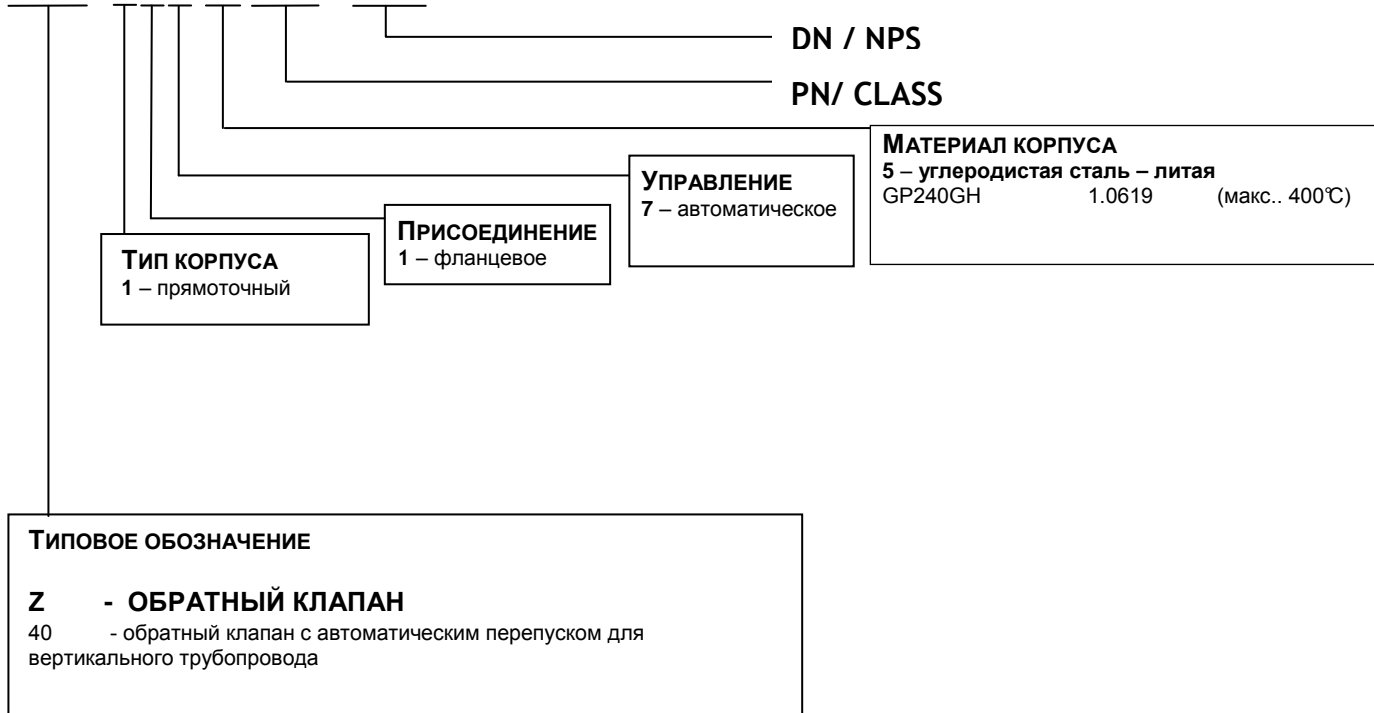 DN / NPS
PN/ CLASS
МАТЕРИАЛ КОРПУСА
5 – углеродистая сталь – литая
GP240GH 1.0619 (макс.. 400°C)
УПРАВЛЕНИЕ
7 – автоматическое
ПРИСОЕДИНЕНИЕ
1 – фланцевое
ТИП КОРПУСА
1 – прямоточный
ТИПОВОЕ ОБОЗНАЧЕНИЕ
Z - ОБРАТНЫЙ КЛАПАН
40 - обратный клапан с автоматическим перепуском для
вертикального трубопровода